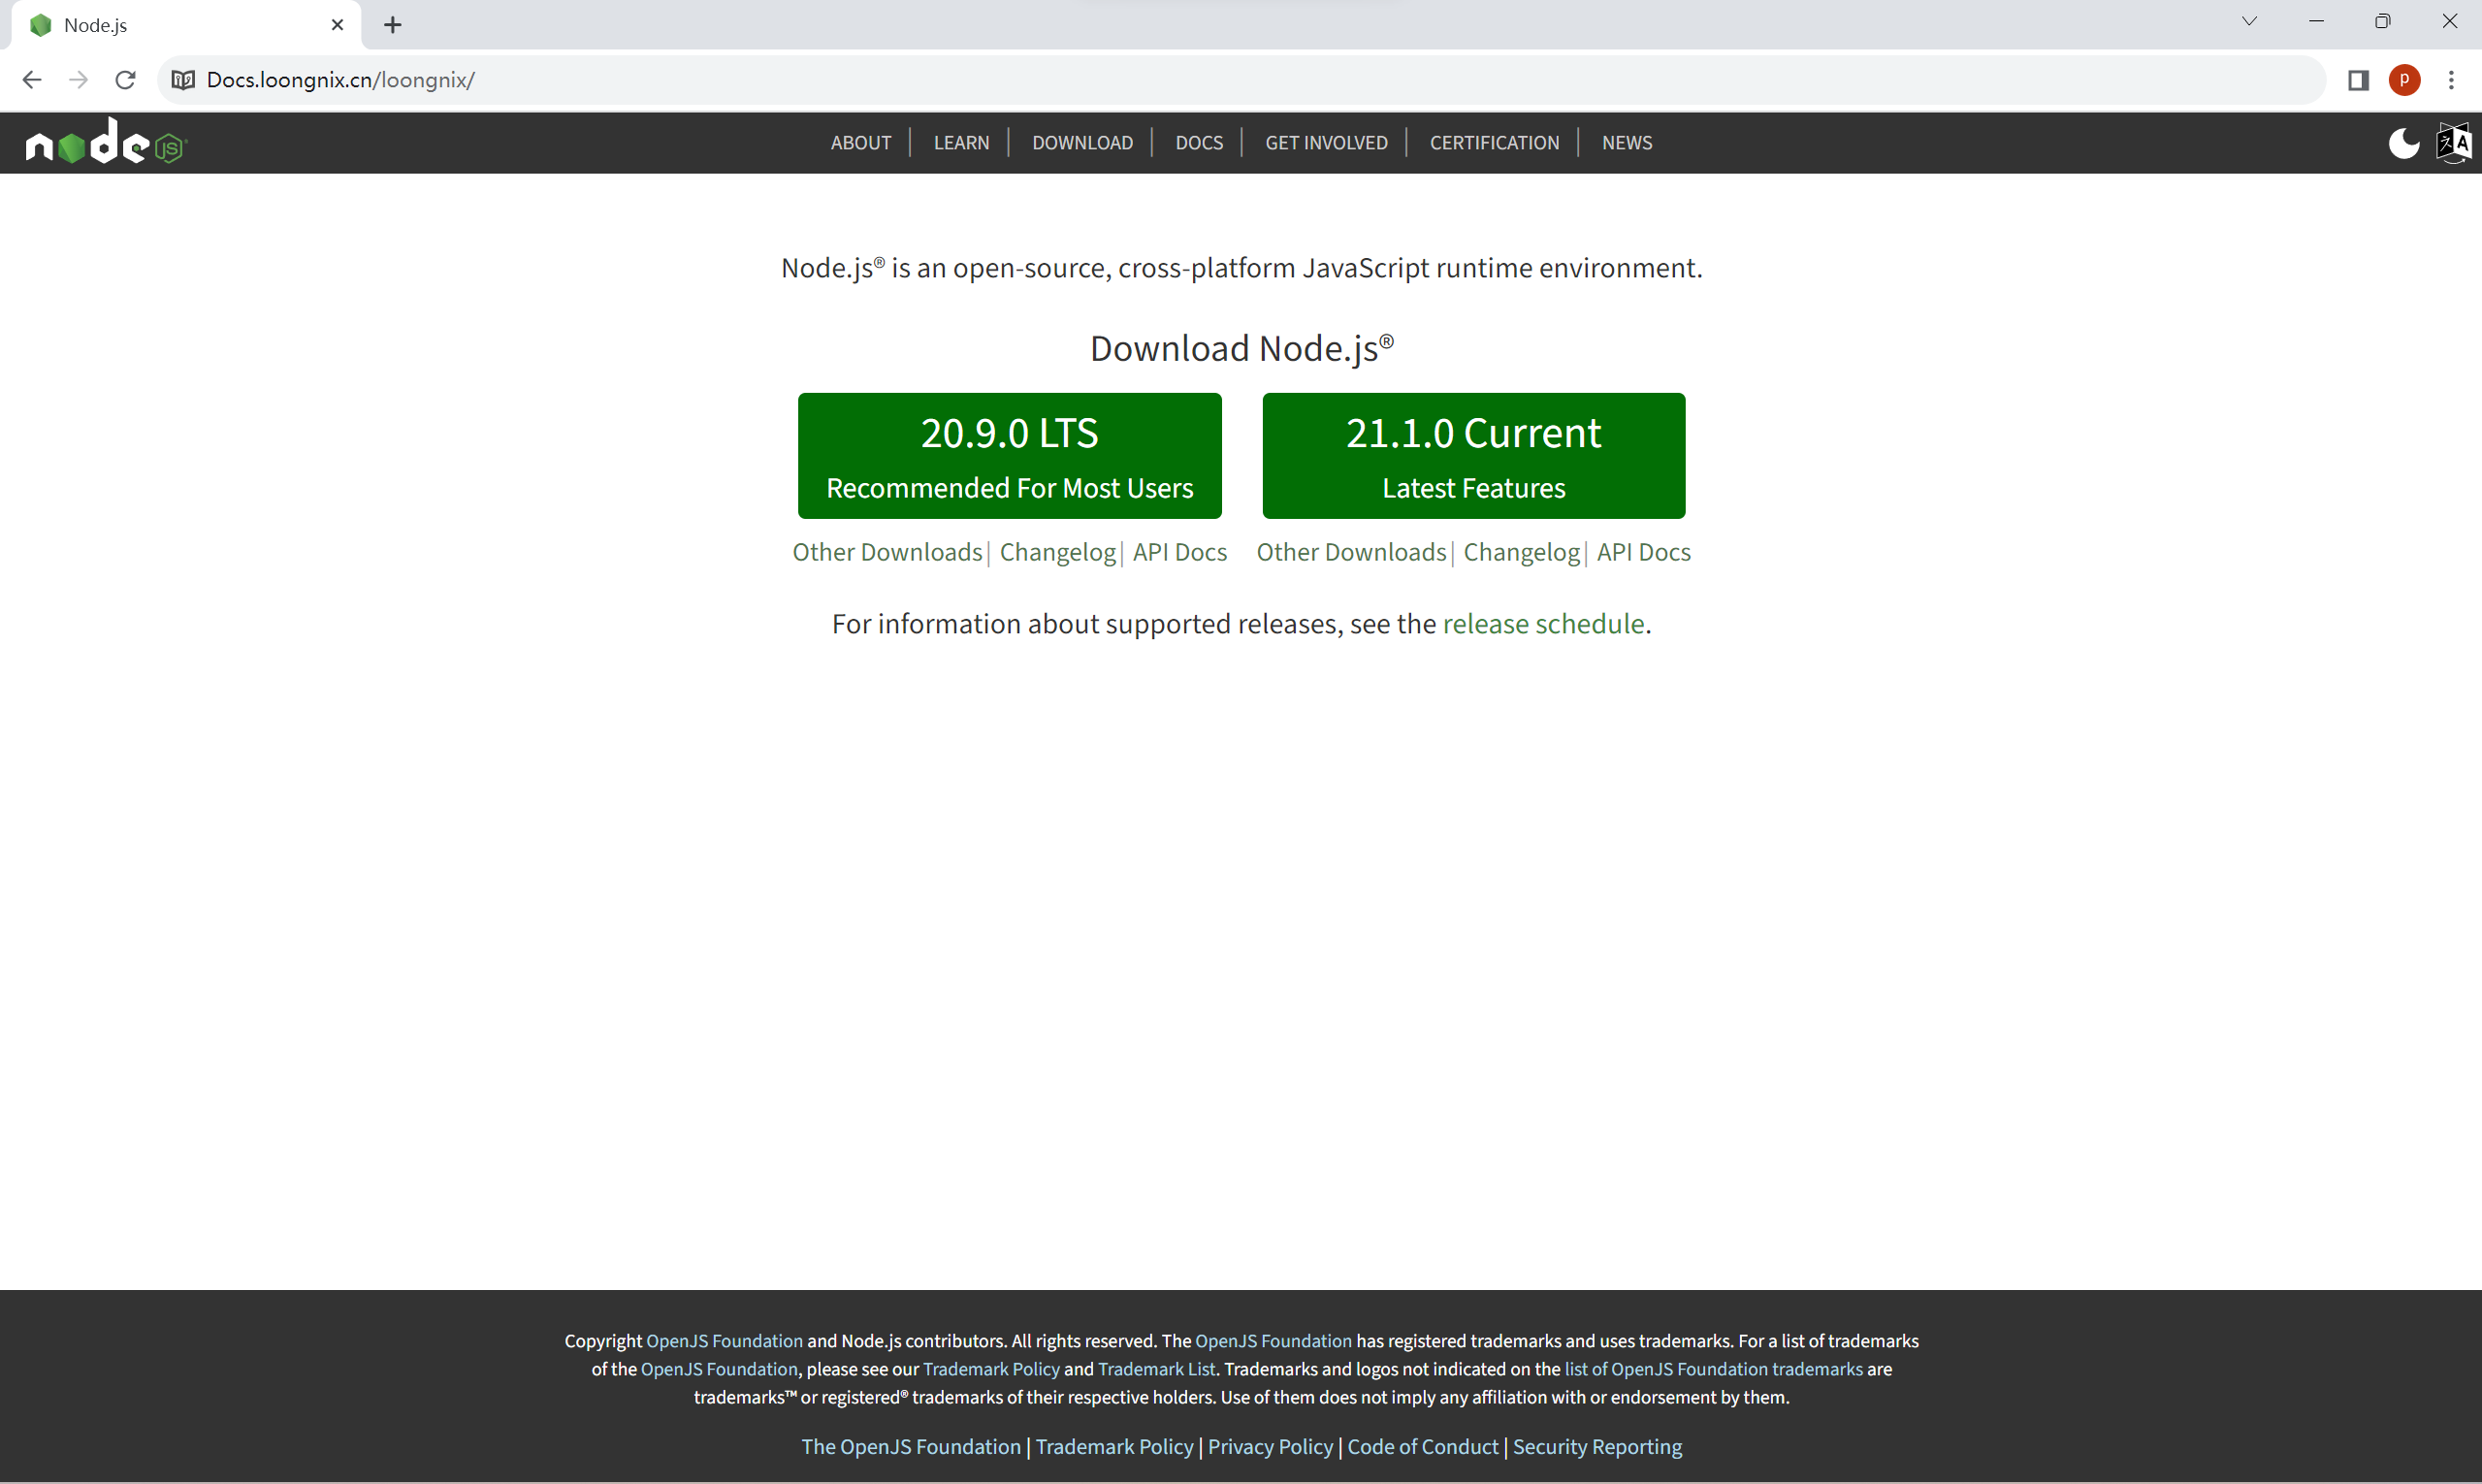 Node.js
Docs.loongnix.cn/loongnix/
P
node JS
ABOUT | LEARN | DOWNLOAD | DOCS | GET INVOLVED | CERTIFICATION | NEWS
Node.js® is an open-source, cross-platform JavaScript runtime environment.
Download Node.js®
20.9.0 LTS
Recommended For Most Users
21.1.0 Current
Latest Features
Other Downloads | Changelog | API Docs
Other Downloads | Changelog | API Docs
For information about supported releases, see the release schedule.
Copyright OpenJS Foundation and Node.js contributors. All rights reserved. The OpenJS Foundation has registered trademarks and uses trademarks. For a list of trademarks
of the OpenJS Foundation, please see our Trademark Policy and Trademark List. Trademarks and logos not indicated on the list of OpenJS Foundation trademarks are
trademarks™ or registered® trademarks of their respective holders. Use of them does not imply any affiliation with or endorsement by them.
The OpenJS Foundation | Trademark Policy | Privacy Policy | Code of Conduct | Security Reporting